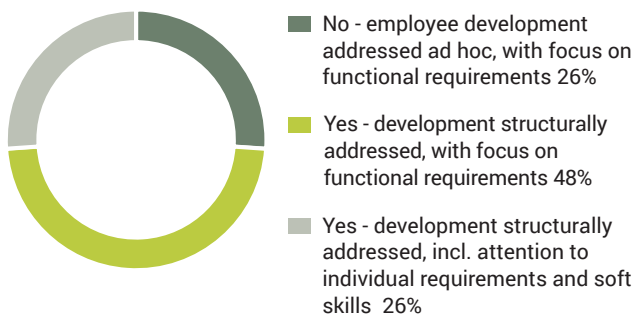 No - employee development
addressed ad hoc, with focus on
functional requirements 26%
Yes - development structurally
addressed, with focus on
functional requirements 48%
Yes - development structurally
addressed, incl. attention to
individual requirements and soft
skills 26%